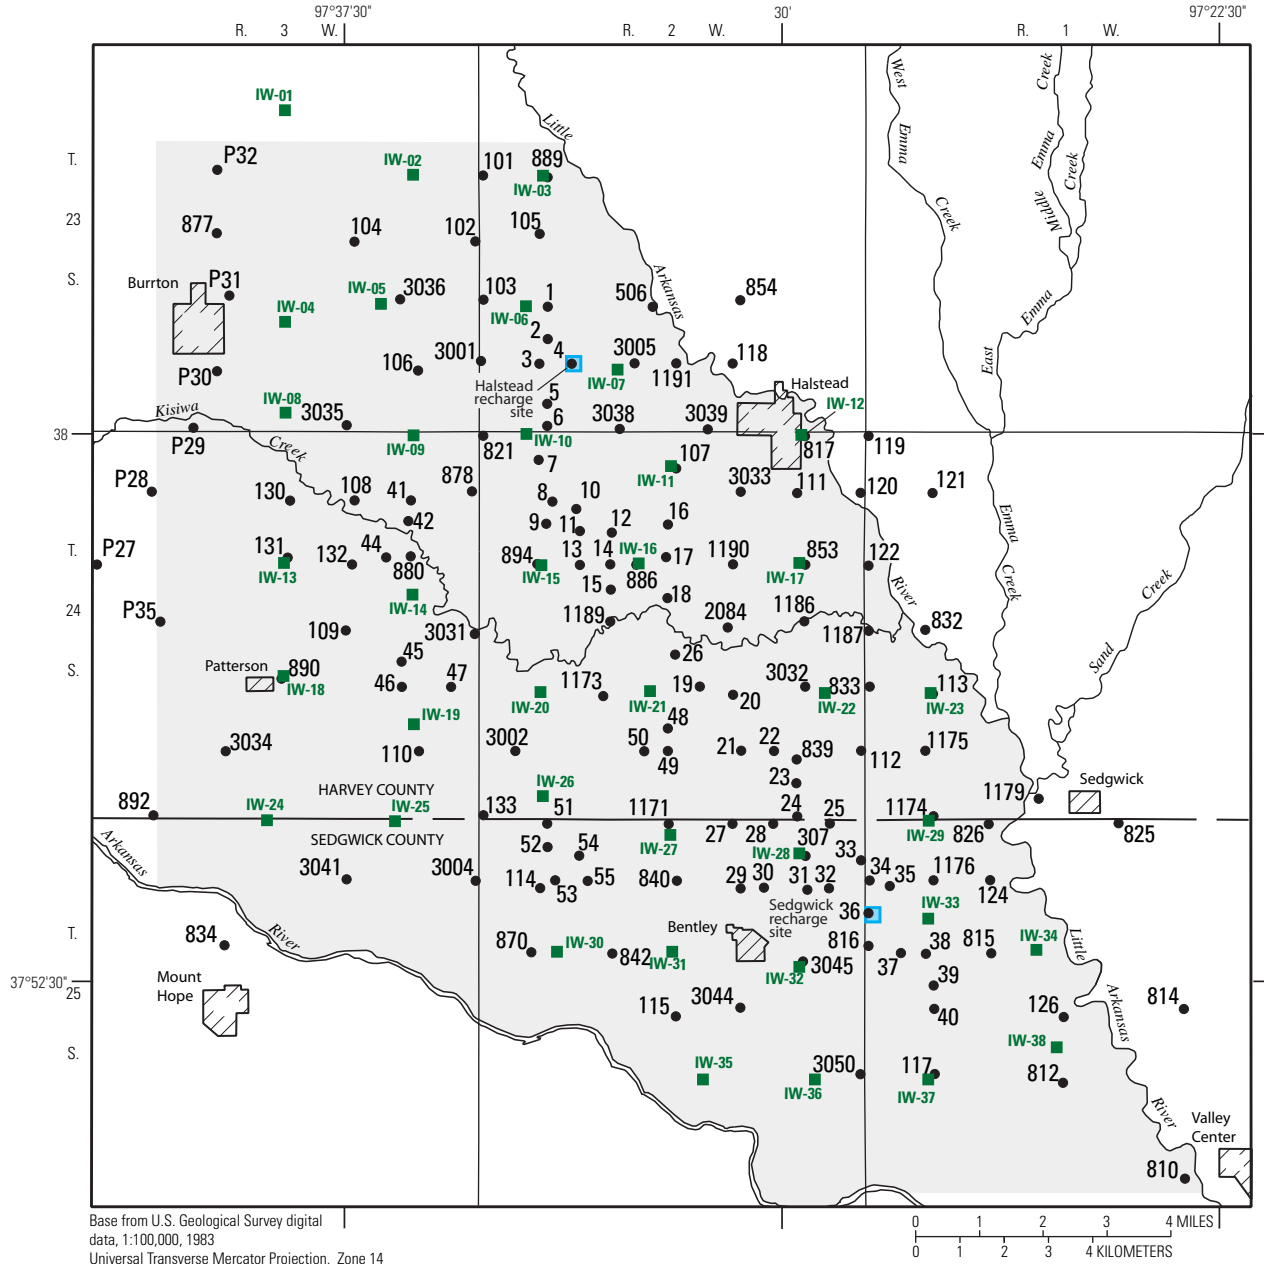 97°37'30" 30' 97°22'30"
R. 3 W. R. 2 W. R. 1 W.
IW-01
West
Emma
Creek
Creek
Emma
Middle
Creek
Emma
Little
T.
P32 IW-02 101 889
IW-03
23
877 104 102 105
Creek
S.
Burrton P31 IW-05 3036 103 1 506 Arkansas 854
IW-04 IW-06
Emma
2
East
3001 3 4 3005 118
P30 106 IW-07 1191
Halstead
recharge
site
Halstead
IW-12
Kisiwa
IW-08 3035 5
6 3038 3039
38 P29 Creek IW-09 821 IW-10 817 119
7 IW-11 107
P28 130 108 41 878 8 10 3033 111 120 121
42 9 11 12 16 Emma
T.
P27 131 132 44 880 894 13 14 IW-16 17 1190 853 122
IW-13 IW-15 886 IW-17
IW-14 15 18
River
Creek
Creek
24
P35 109 3031 1189 2084 1186 1187 832
Sand
S.
Patterson 890 45 26
IW-18 46 47 1173 19 20 3032 833 113
IW-20 IW-21 IW-22 IW-23
IW-19
48
3034 110 3002 50 49 21 22 839 112 1175
23
HARVEY COUNTY IW-26 Sedgwick
1179
892 IW-24 IW-25 133 51 1171 24 25 1174
SEDGWICK COUNTY IW-27 27 28 307 IW-29 826 825
Arkansas
52 54 IW-28 33
3041 3004 114 53 55 840 29 30 31 32 34 35 1176 124
Sedgwick
recharge
site
36 IW-33
Bentley
T.
834 River 870 IW-30 842 IW-31 IW-32 3045 816 37 38 815 IW-34 Little
37°52'30"
25
Mount
Hope
39
115 3044 40 126 814
Arkansas
S.
IW-38
IW-35 3050 IW-36 117 IW-37 812
River
Valley
Center
810
Base from U.S. Geological Survey digital
data, 1:100,000, 1983
Universal Transverse Mercator Projection, Zone 14
0 1 2 3 4 MILES
0 1 2 3 4 KILOMETERS